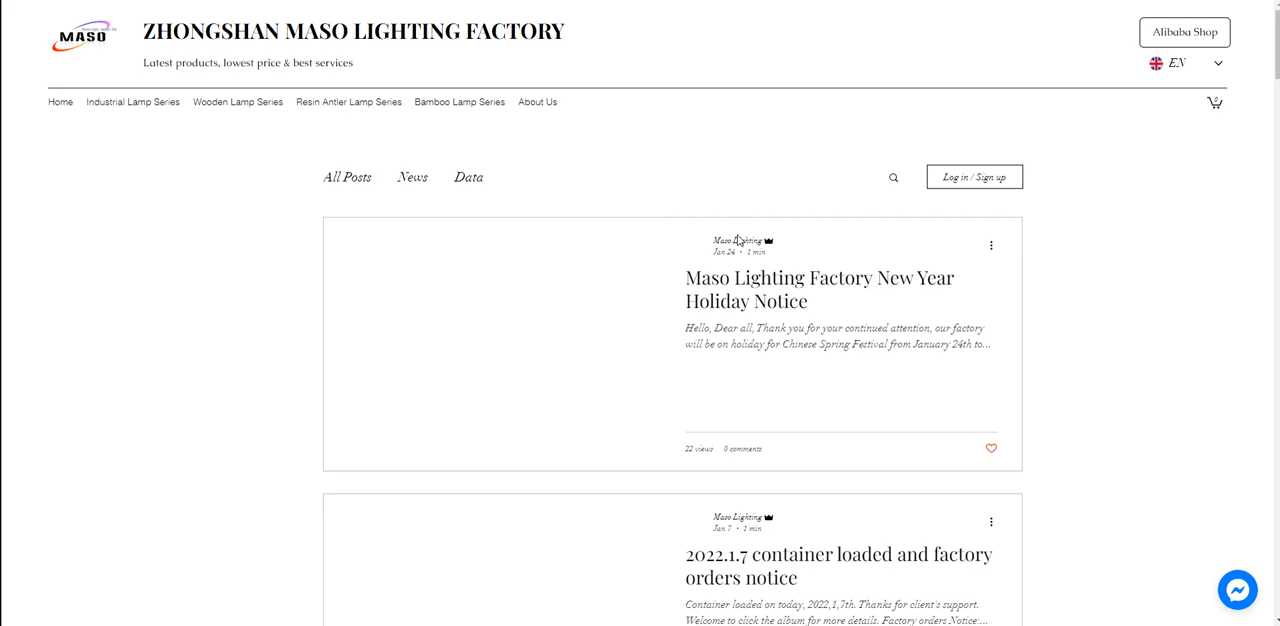 MASO
ZHONGSHAN MASO LIGHTING FACTORY
Latest products, lowest price & best services
Alibaba Shop
EN
Home Industrial Lamp Series Wooden Lamp Series Resin Antler Lamp Series Bamboo Lamp Series About Us
0
All Posts News Data
Log in / Sign up
Maso Lighting
Jan 24 · 1 min
Maso Lighting Factory New Year
Holiday Notice
Hello, Dear all, Thank you for your continued attention, our factory
will be on holiday for Chinese Spring Festival from January 24th to...
22 views 0 comments
Maso Lighting
Jan 7 · 1 min
2022.1.7 container loaded and factory
orders notice
Container loaded on today, 2022,1,7th. Thanks for client's support.
Welcome to click the album for more details. Factory orders Notice:...